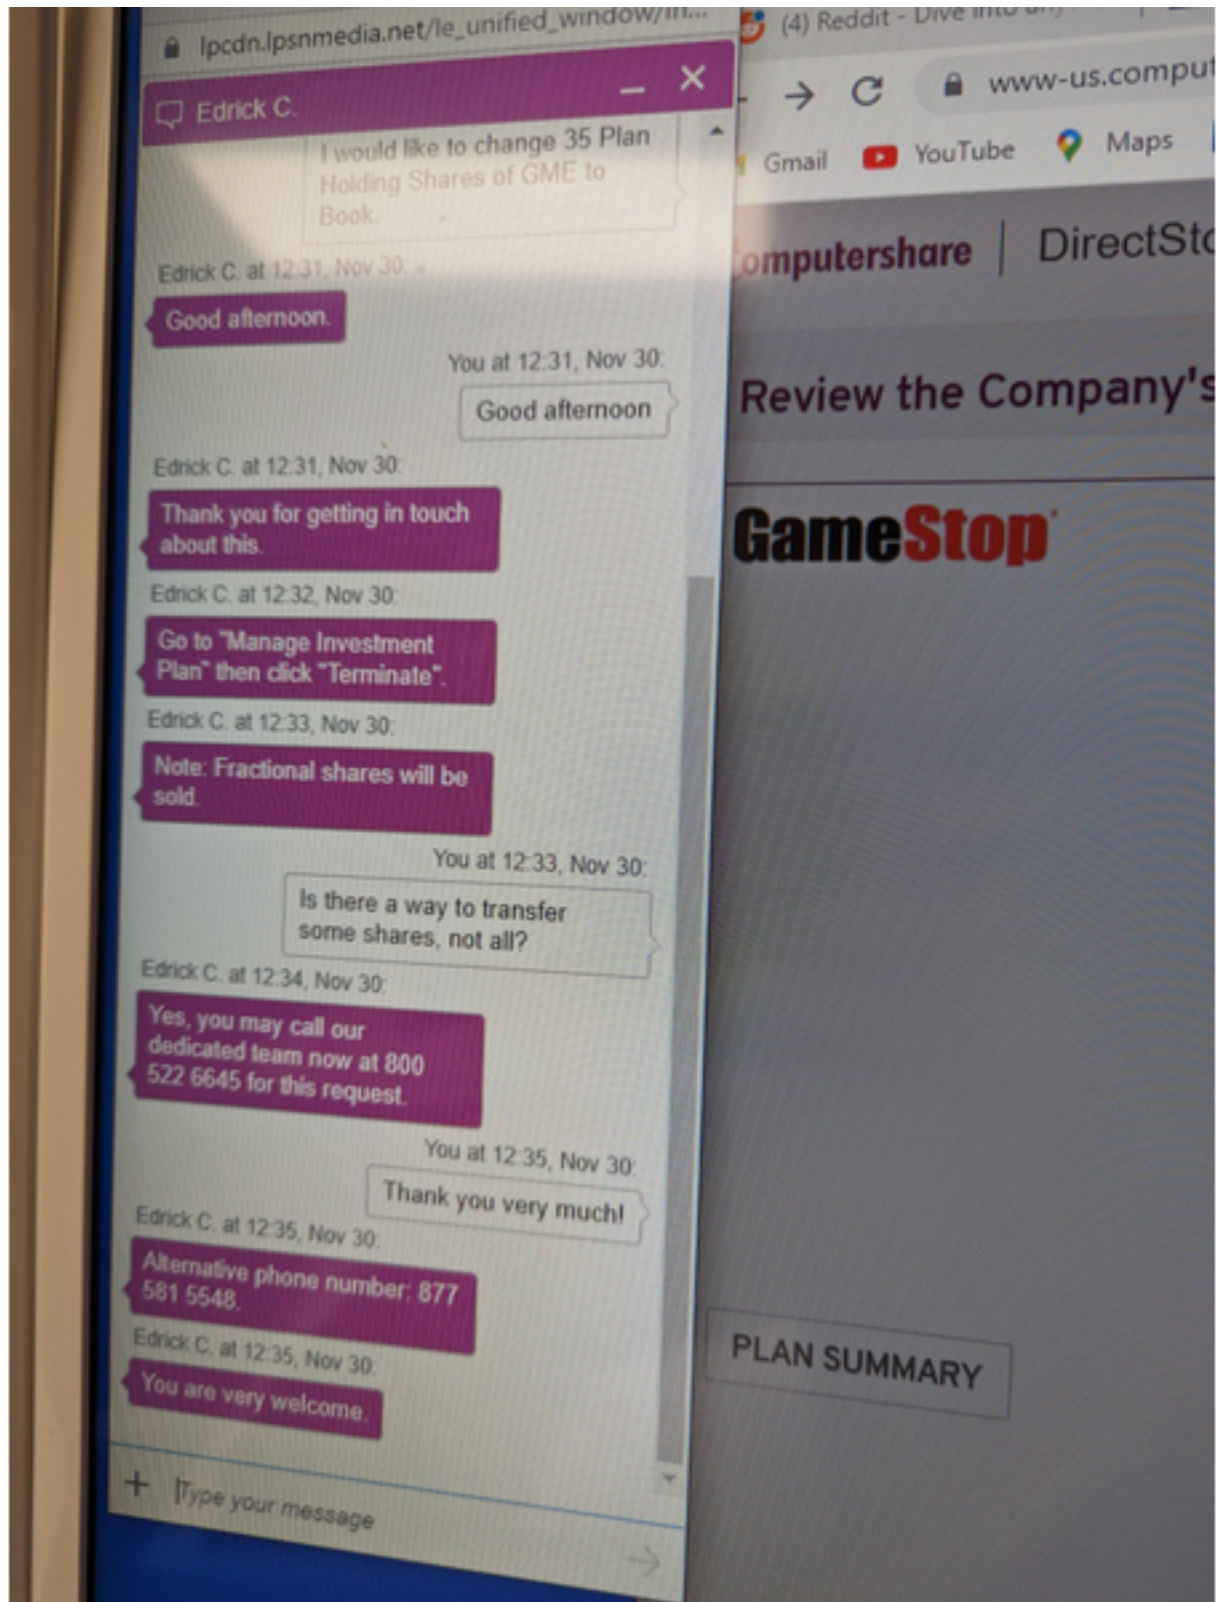 lpcdn.lpsnmedia.net/le_unified_window/in...
Edrick C.
I would like to change 35 Plan
Holding Shares of GME to
Book.
Edrick C. at 12:31, Nov 30:
Good afternoon.
You at 12:31, Nov 30:
Good afternoon
Edrick C. at 12:31, Nov 30:
Thank you for getting in touch
about this.
Edrick C. at 12:32, Nov 30:
Go to "Manage Investment
Plan" then click "Terminate".
Edrick C. at 12:33, Nov 30:
Note: Fractional shares will be
sold.
You at 12:33, Nov 30:
Is there a way to transfer
some shares, not all?
Edrick C. at 12:34, Nov 30:
Yes, you may call our
dedicated team now at 800
522 6645 for this request.
You at 12:35, Nov 30:
Thank you very much!
Edrick C. at 12:35, Nov 30:
Alternative phone number: 877
581 5548.
Edrick C. at 12:35, Nov 30:
You are very welcome.
Type your message
(4) Reddit - Dive into
www-us.comput
Gmail YouTube Maps
omputershare | DirectSto
Review the Company's
GameStop
PLAN SUMMARY